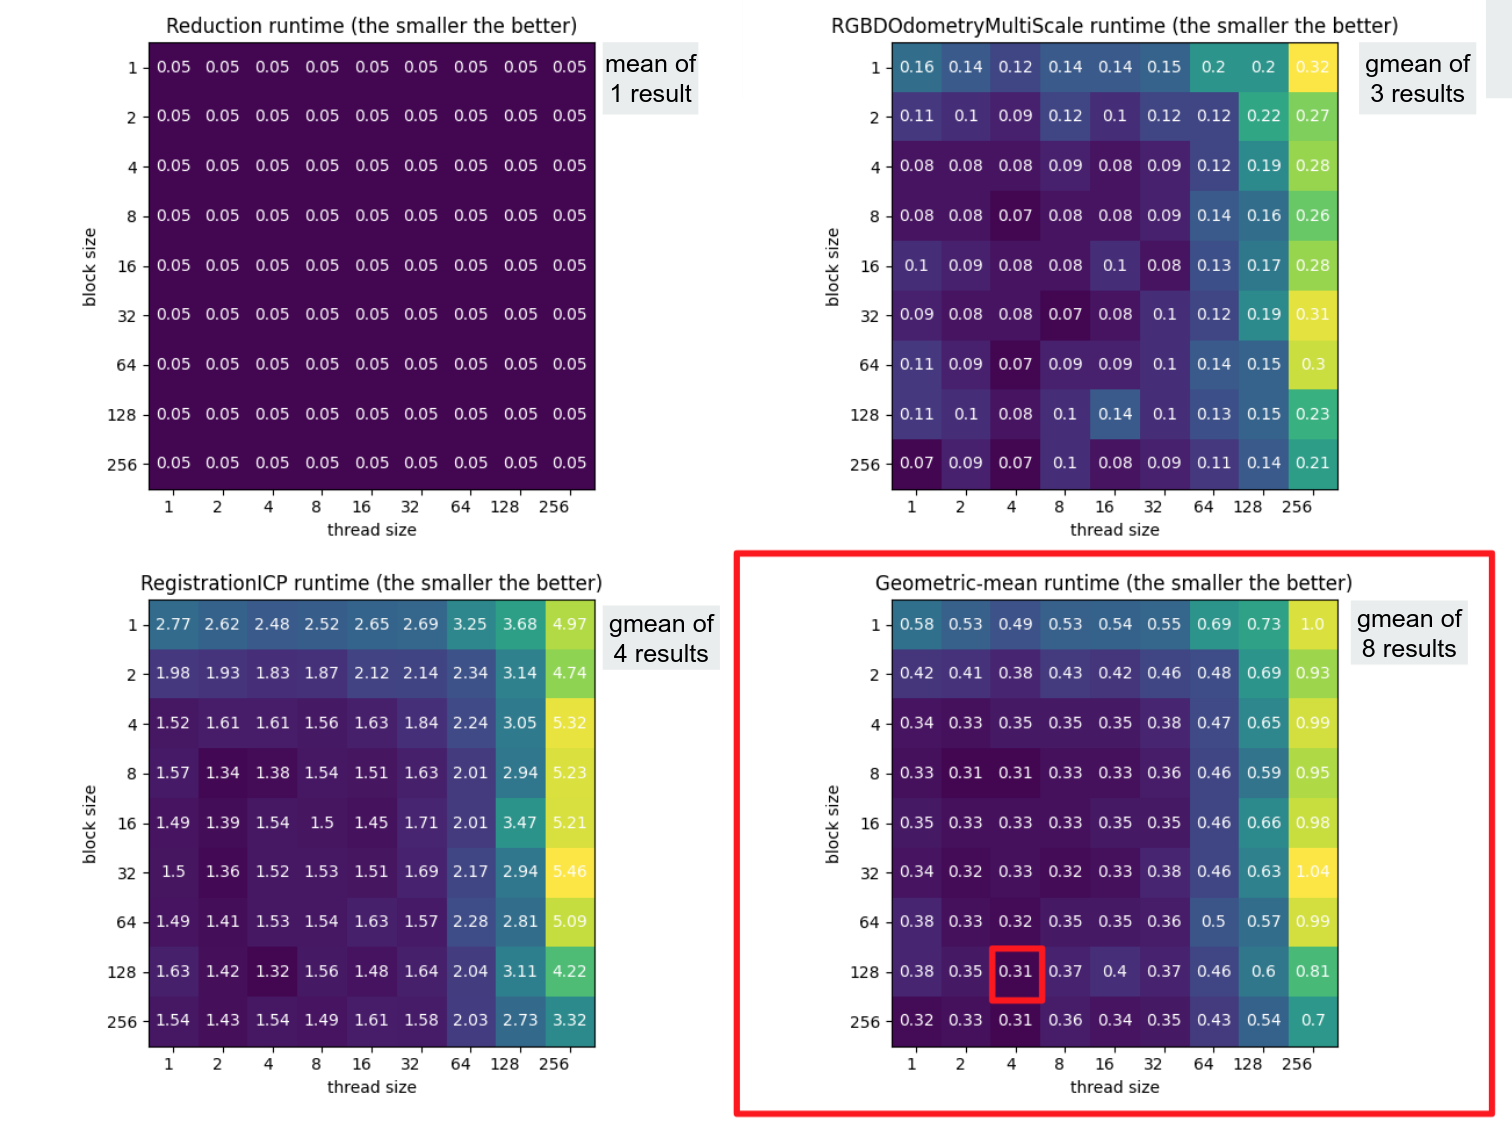 Reduction runtime (the smaller the better)
mean of
1 result
block size
1 0.05 0.05 0.05 0.05 0.05 0.05 0.05 0.05 0.05
2 0.05 0.05 0.05 0.05 0.05 0.05 0.05 0.05 0.05
4 0.05 0.05 0.05 0.05 0.05 0.05 0.05 0.05 0.05
8 0.05 0.05 0.05 0.05 0.05 0.05 0.05 0.05 0.05
16 0.05 0.05 0.05 0.05 0.05 0.05 0.05 0.05 0.05
32 0.05 0.05 0.05 0.05 0.05 0.05 0.05 0.05 0.05
64 0.05 0.05 0.05 0.05 0.05 0.05 0.05 0.05 0.05
128 0.05 0.05 0.05 0.05 0.05 0.05 0.05 0.05 0.05
256 0.05 0.05 0.05 0.05 0.05 0.05 0.05 0.05 0.05
1 2 4 8 16 32 64 128 256
thread size
RGBDOdometryMultiScale runtime (the smaller the better)
gmean of
3 results
block size
1 0.16 0.14 0.12 0.14 0.14 0.15 0.2 0.2 0.32
2 0.11 0.1 0.09 0.12 0.1 0.12 0.12 0.22 0.27
4 0.08 0.08 0.08 0.09 0.08 0.09 0.12 0.19 0.28
8 0.08 0.08 0.07 0.08 0.08 0.09 0.14 0.16 0.26
16 0.1 0.09 0.08 0.08 0.1 0.08 0.13 0.17 0.28
32 0.09 0.08 0.08 0.07 0.08 0.1 0.12 0.19 0.31
64 0.11 0.09 0.07 0.09 0.09 0.1 0.14 0.15 0.3
128 0.11 0.1 0.08 0.1 0.14 0.1 0.13 0.15 0.23
256 0.07 0.09 0.07 0.1 0.08 0.09 0.11 0.14 0.21
1 2 4 8 16 32 64 128 256
thread size
RegistrationICP runtime (the smaller the better)
gmean of
4 results
block size
1 2.77 2.62 2.48 2.52 2.65 2.69 3.25 3.68 4.97
2 1.98 1.93 1.83 1.87 2.12 2.14 2.34 3.14 4.74
4 1.52 1.61 1.61 1.56 1.63 1.84 2.24 3.05 5.32
8 1.57 1.34 1.38 1.54 1.51 1.63 2.01 2.94 5.23
16 1.49 1.39 1.54 1.5 1.45 1.71 2.01 3.47 5.21
32 1.5 1.36 1.52 1.53 1.51 1.69 2.17 2.94 5.46
64 1.49 1.41 1.53 1.54 1.63 1.57 2.28 2.81 5.09
128 1.63 1.42 1.32 1.56 1.48 1.64 2.04 3.11 4.22
256 1.54 1.43 1.54 1.49 1.61 1.58 2.03 2.73 3.32
1 2 4 8 16 32 64 128 256
thread size
Geometric-mean runtime (the smaller the better)
gmean of
8 results
block size
1 0.58 0.53 0.49 0.53 0.54 0.55 0.69 0.73 1.0
2 0.42 0.41 0.38 0.43 0.42 0.46 0.48 0.69 0.93
4 0.34 0.33 0.35 0.35 0.35 0.38 0.47 0.65 0.99
8 0.33 0.31 0.31 0.33 0.33 0.36 0.46 0.59 0.95
16 0.35 0.33 0.33 0.33 0.35 0.35 0.46 0.66 0.98
32 0.34 0.32 0.33 0.32 0.33 0.38 0.46 0.63 1.04
64 0.38 0.33 0.32 0.35 0.35 0.36 0.5 0.57 0.99
128 0.38 0.35 0.31 0.37 0.4 0.37 0.46 0.6 0.81
256 0.32 0.33 0.31 0.36 0.34 0.35 0.43 0.54 0.7
1 2 4 8 16 32 64 128 256
thread size